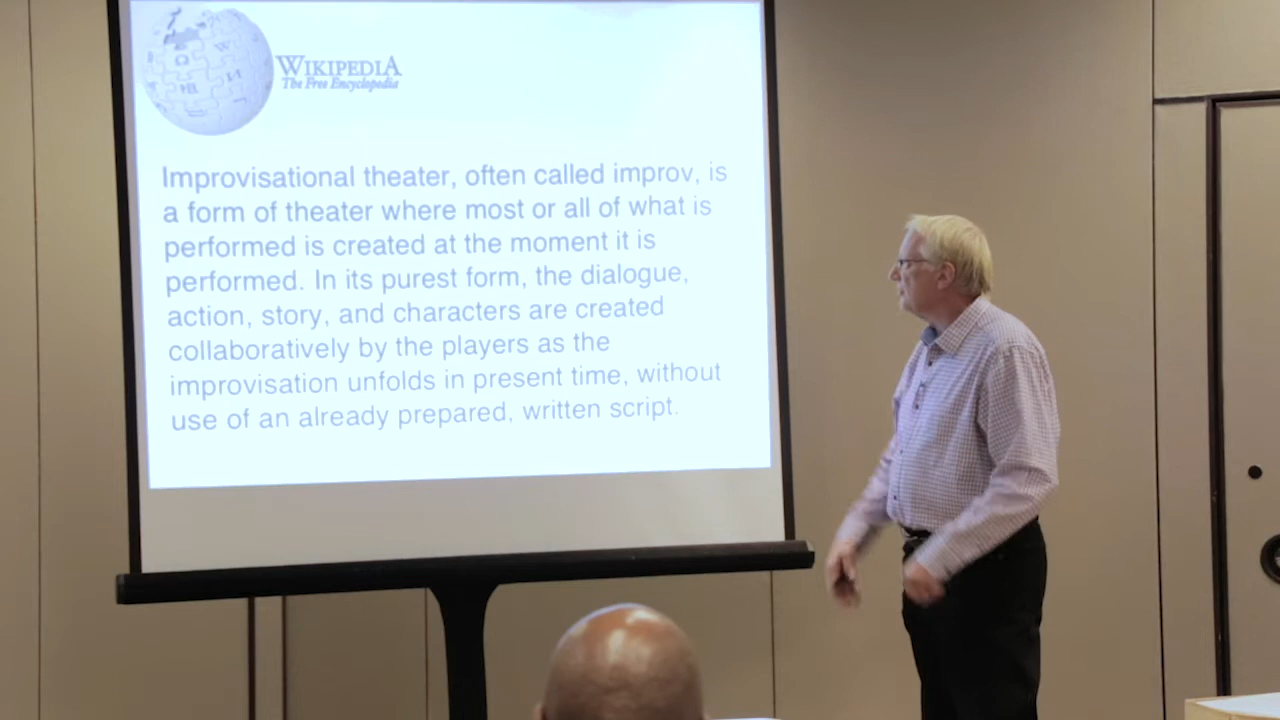 WIKIPEDIA
The Free Encyclopedia
Improvisational theater, often called improv, is
a form of theater where most or all of what is
performed is created at the moment it is
performed. In its purest form, the dialogue,
action, story, and characters are created
collaboratively by the players as the
improvisation unfolds in present time, without
use of an already prepared, written script.